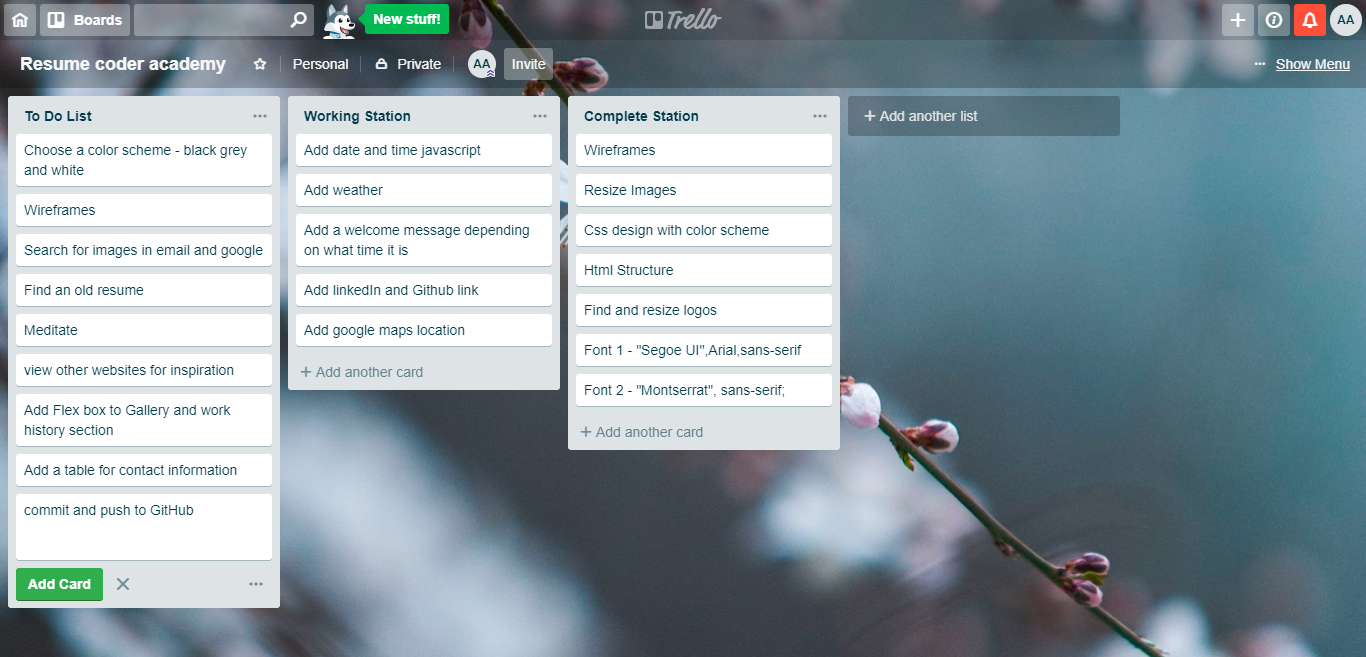 Boards
New stuff!
Trello
AA
Resume coder academy
Personal
Private
AA
Invite
... Show Menu
To Do List
Choose a color scheme - black grey
and white
Wireframes
Search for images in email and google
Find an old resume
Meditate
view other websites for inspiration
Add Flex box to Gallery and work
history section
Add a table for contact information
commit and push to GitHub
Add Card
Working Station
Add date and time javascript
Add weather
Add a welcome message depending
on what time it is
Add linkedIn and Github link
Add google maps location
+ Add another card
Complete Station
Wireframes
Resize Images
Css design with color scheme
Html Structure
Find and resize logos
Font 1 - "Segoe UI",Arial,sans-serif
Font 2 - "Montserrat", sans-serif;
+ Add another card
+ Add another list